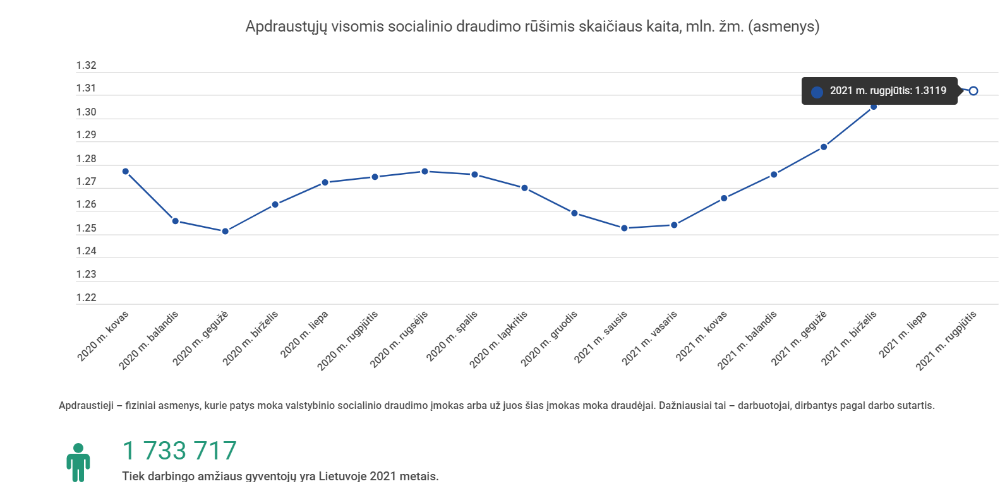 Apdraustųjų visomis socialinio draudimo rūšimis skaičiaus kaita, mln. žm. (asmenys)
1.32
1.31
1.30
1.29
1.28
1.27
1.26
1.25
1.24
1.23
1.22
2021 m. rugpjūtis: 1.3119
2020 m. kovas
2020 m. balandis
2020 m. gegužė
2020 m. birželis
2020 m. liepa
2020 m. rugpjūtis
2020 m. rugsėjis
2020 m. spalis
2020 m. lapkritis
2020 m. gruodis
2021 m. sausis
2021 m. vasaris
2021 m. kovas
2021 m. balandis
2021 m. gegužė
2021 m. birželis
2021 m. liepa
2021 m. rugpjūtis
Apdraustieji – fiziniai asmenys, kurie patys moka valstybinio socialinio draudimo įmokas arba už juos šias įmokas moka draudėjai. Dažniausiai tai – darbuotojai, dirbantys pagal darbo sutartis.
1 733 717
Tiek darbingo amžiaus gyventojų yra Lietuvoje 2021 metais.